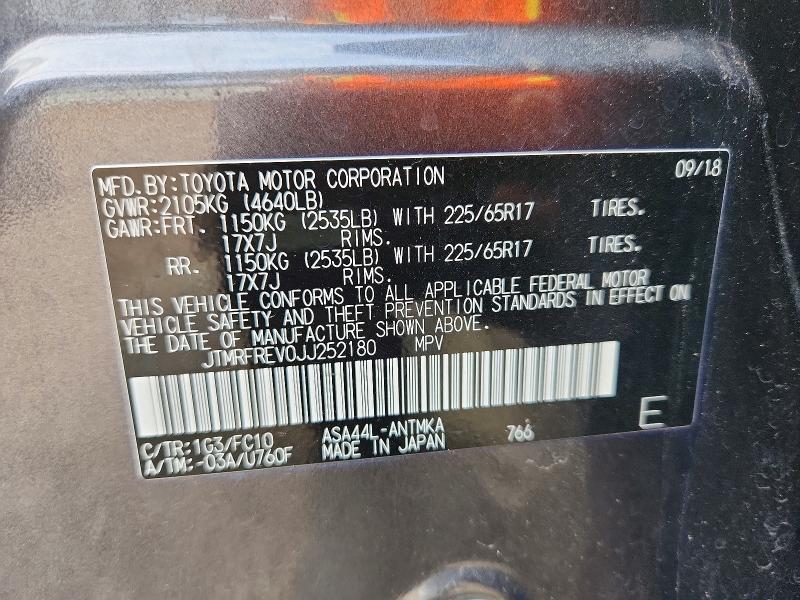 MFD.BY:TOYOTA MOTOR CORPORATION 09/18
GVWR:2105KG (4640LB)
GAWR:FRT. 1150KG (2535LB) WITH 225/65R17 TIRES.
17X7J RIMS.
RR. 1150KG (2535LB) WITH 225/65R17 TIRES.
17X7J RIMS.
THIS VEHICLE CONFORMS TO ALL APPLICABLE FEDERAL MOTOR
VEHICLE SAFETY AND THEFT PREVENTION STANDARDS IN EFFECT ON
THE DATE OF MANUFACTURE SHOWN ABOVE.
JTMRFREV0JJ252180 MPV
C/TR:1G3/FC10 ASA44L-ANTMKA 766 E
A/TM:-03A/U760F MADE IN JAPAN